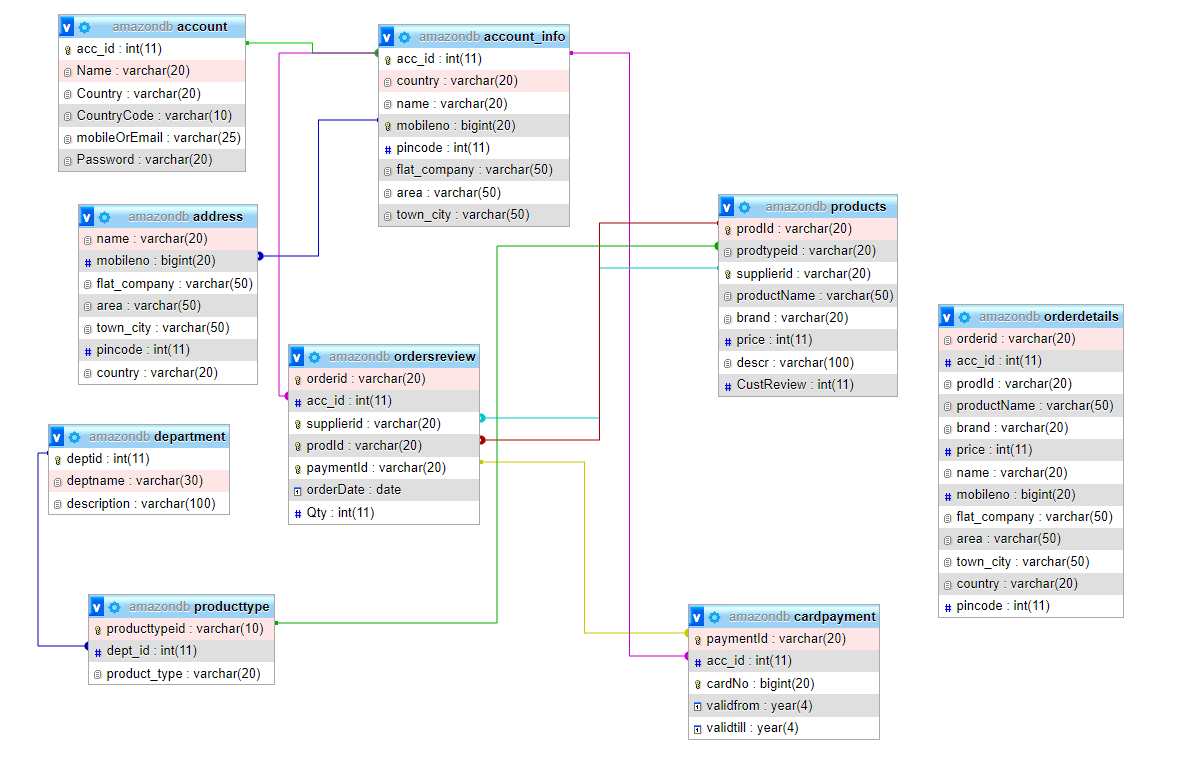 v amazondb account
acc_id : int(11)
Name : varchar(20)
Country : varchar(20)
CountryCode : varchar(10)
mobileOrEmail : varchar(25)
Password : varchar(20)
v amazondb account_info
acc_id : int(11)
country : varchar(20)
name : varchar(20)
mobileno : bigint(20)
# pincode : int(11)
flat_company : varchar(50)
area : varchar(50)
town_city : varchar(50)
v amazondb address
name : varchar(20)
# mobileno : bigint(20)
flat_company : varchar(50)
area : varchar(50)
town_city : varchar(50)
# pincode : int(11)
country : varchar(20)
v amazondb products
prodId : varchar(20)
prodtypeid : varchar(20)
supplierid : varchar(20)
productName : varchar(50)
brand : varchar(20)
# price : int(11)
descr : varchar(100)
# CustReview : int(11)
v amazondb orderdetails
orderid : varchar(20)
# acc_id : int(11)
prodId : varchar(20)
productName : varchar(50)
brand : varchar(20)
# price : int(11)
name : varchar(20)
# mobileno : bigint(20)
flat_company : varchar(50)
area : varchar(50)
town_city : varchar(50)
country : varchar(20)
# pincode : int(11)
v amazondb ordersreview
orderid : varchar(20)
# acc_id : int(11)
supplierid : varchar(20)
prodId : varchar(20)
paymentId : varchar(20)
orderDate : date
# Qty : int(11)
v amazondb department
deptid : int(11)
deptname : varchar(30)
description : varchar(100)
v amazondb producttype
producttypeid : varchar(10)
# dept_id : int(11)
product_type : varchar(20)
v amazondb cardpayment
paymentId : varchar(20)
# acc_id : int(11)
cardNo : bigint(20)
validfrom : year(4)
validtill : year(4)